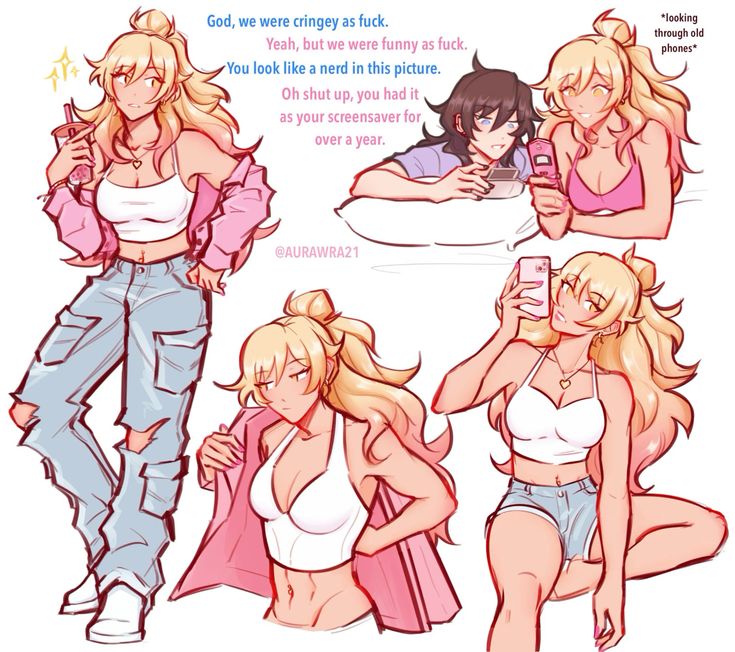 God, we were cringey as fuck.
Yeah, but we were funny as fuck.
You look like a nerd in this picture.
Oh shut up, you had it
as your screensaver for
over a year.
*looking
through old
phones*
@AURAWRA21